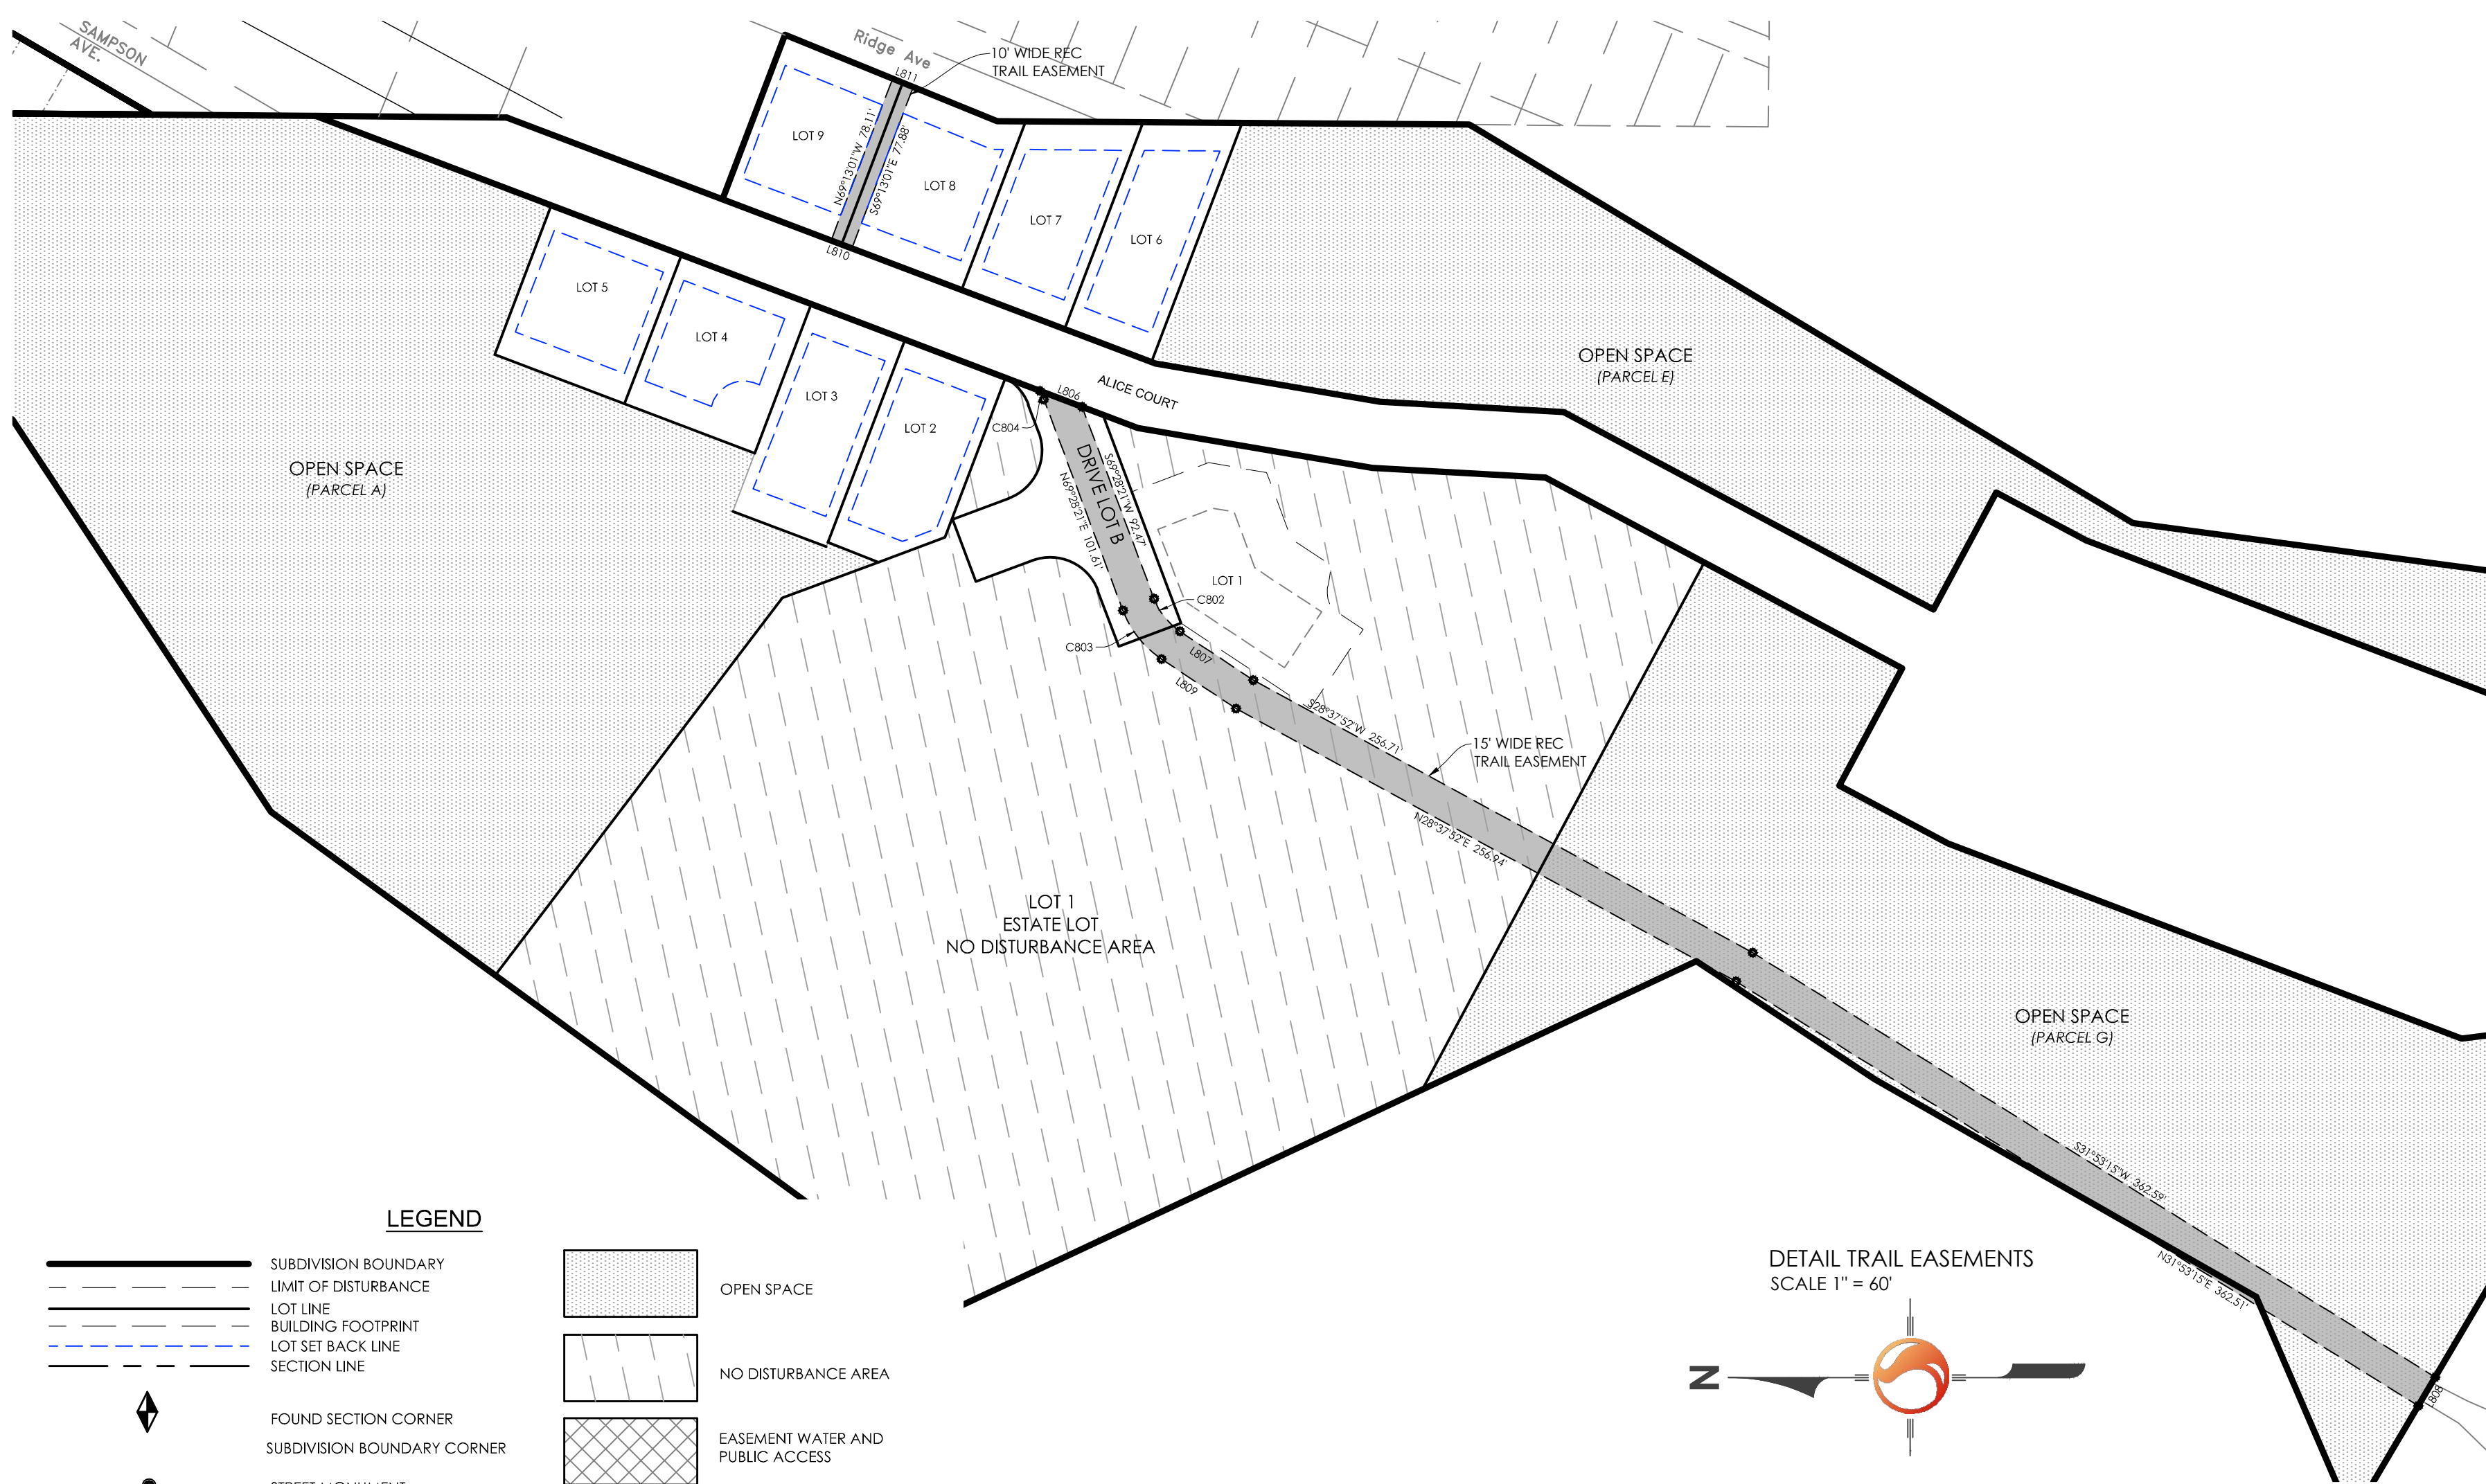 SAMPSON
AVE.
Ridge Ave
10' WIDE REC
TRAIL EASEMENT
L811
LOT 9
N69°13'01"W 78.11'
S69°13'01"E 77.88'
LOT 8
LOT 7
LOT 6
L810
LOT 5
LOT 4
LOT 3
LOT 2
OPEN SPACE
(PARCEL E)
L806
ALICE COURT
C804
DRIVE LOT B
S69°28'21"W 92.47'
N69°28'21"E 101.61'
OPEN SPACE
(PARCEL A)
LOT 1
C802
C803
L807
L809
S28°37'52"W 256.71'
15' WIDE REC
TRAIL EASEMENT
N28°37'52"E 256.94'
LOT 1
ESTATE LOT
NO DISTURBANCE AREA
OPEN SPACE
(PARCEL G)
S31°53'15"W 362.59'
N31°53'15"E 362.51'
L808
LEGEND
SUBDIVISION BOUNDARY
LIMIT OF DISTURBANCE
LOT LINE
BUILDING FOOTPRINT
LOT SET BACK LINE
SECTION LINE
FOUND SECTION CORNER
SUBDIVISION BOUNDARY CORNER
STREET MONUMENT
OPEN SPACE
NO DISTURBANCE AREA
EASEMENT WATER AND
PUBLIC ACCESS
DETAIL TRAIL EASEMENTS
SCALE 1" = 60'
N